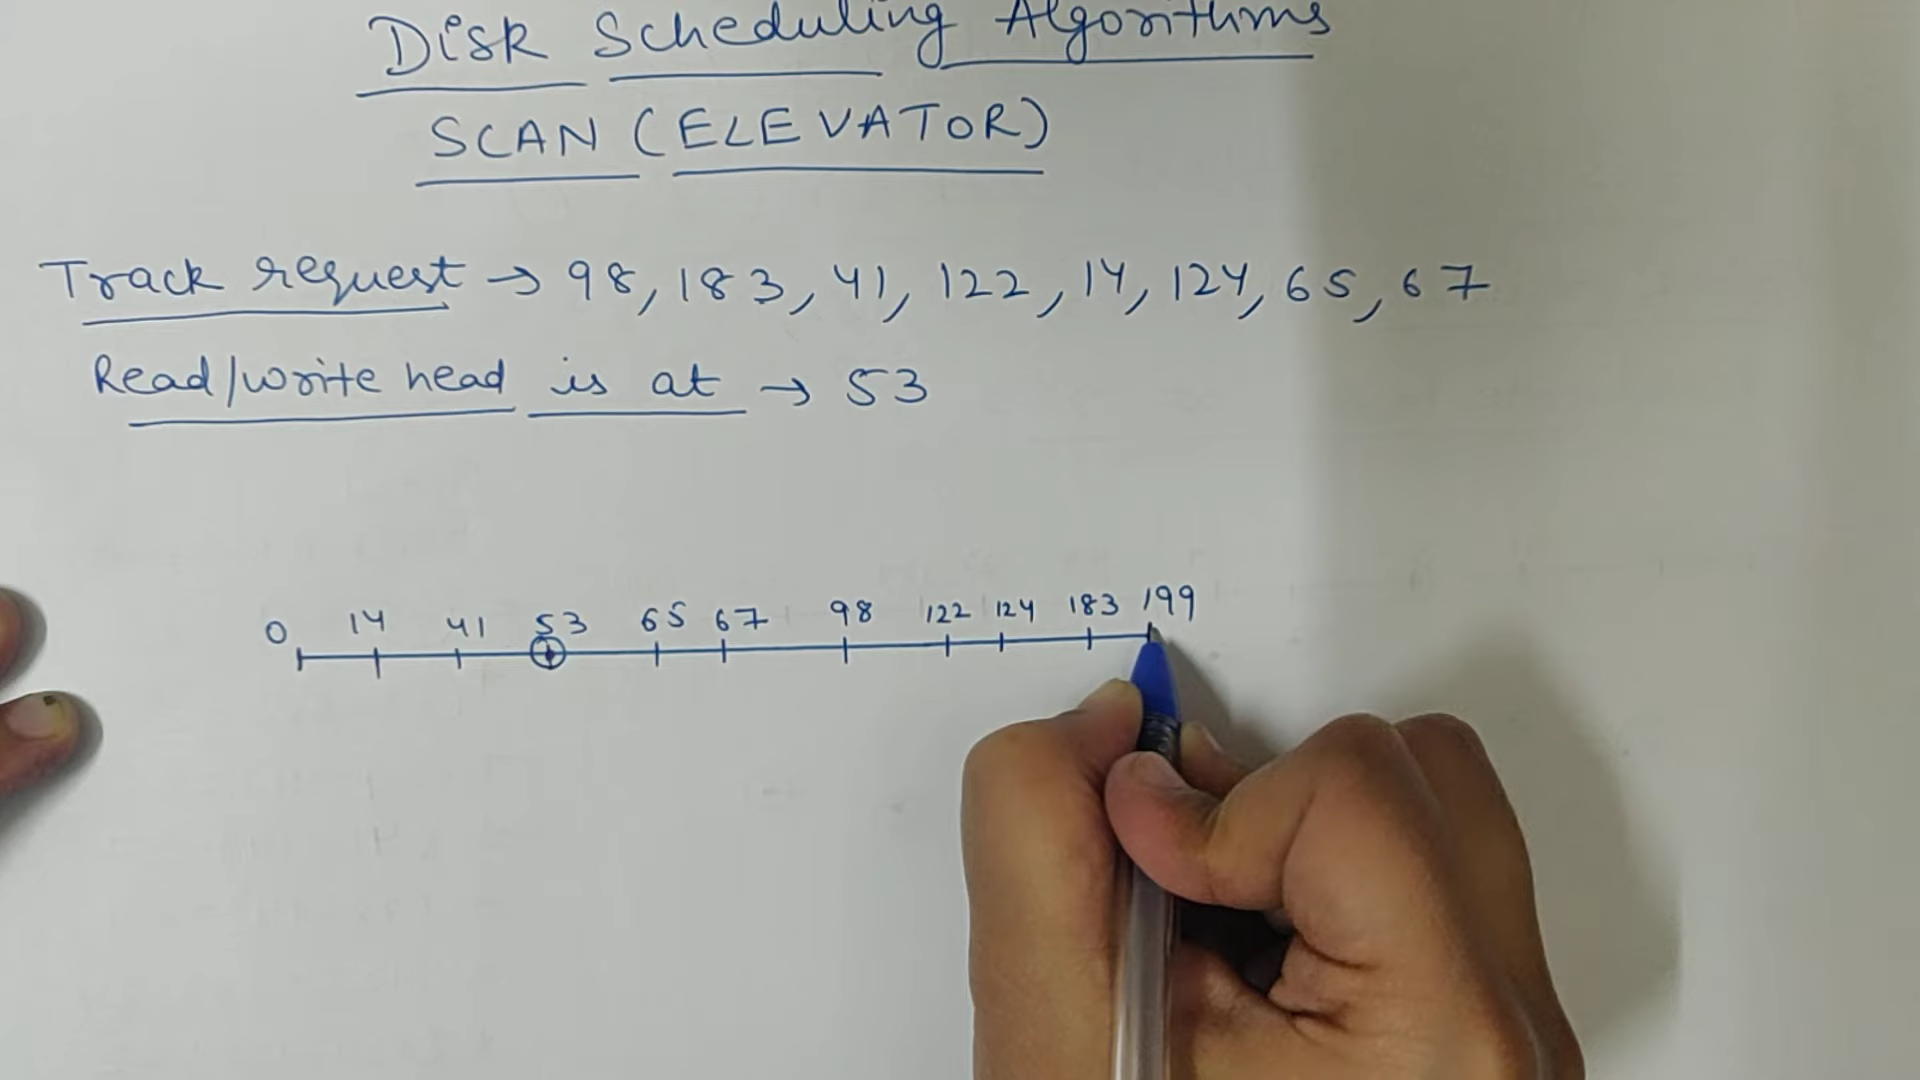 Disk Scheduling Algorithms
SCAN (ELEVATOR)
Track request → 98, 183, 41, 122, 14, 124, 65, 67
Read/write head is at → 53
0 14 41 53 65 67 98 122 124 183 199